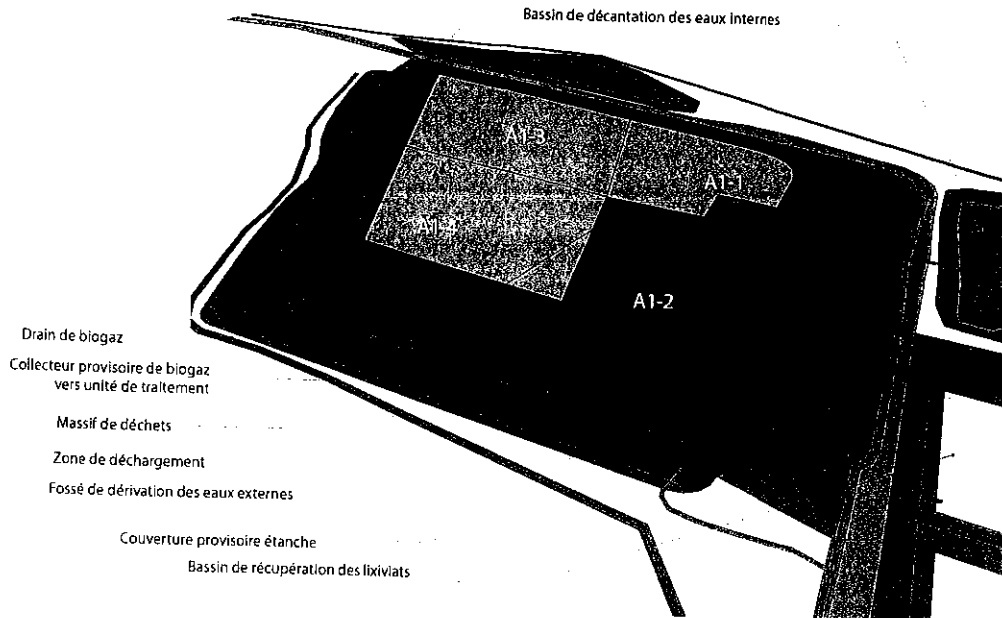 Bassin de décantation des eaux internes
A1-3
A1-1
A1-4
A1-2
Drain de biogaz
Collecteur provisoire de biogaz
vers unité de traitement
Massif de déchets
Zone de déchargement
Fossé de dérivation des eaux externes
Couverture provisoire étanche
Bassin de récupération des lixiviats